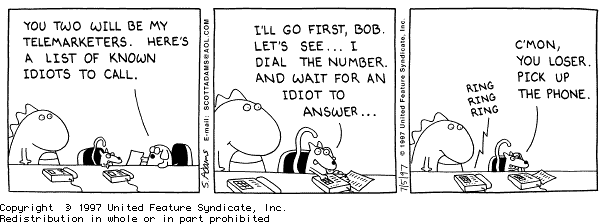 YOU TWO WILL BE MY
TELEMARKETERS. HERE'S
A LIST OF KNOWN
IDIOTS TO CALL.
S. Adams
E-mail: SCOTTADAMS@AOL.COM
I'LL GO FIRST, BOB.
LET'S SEE... I
DIAL THE NUMBER.
AND WAIT FOR AN
IDIOT TO
ANSWER...
7/5/97
© 1997 United Feature Syndicate, Inc.
RING
RING
RING
C'MON,
YOU LOSER.
PICK UP
THE PHONE.
Copyright © 1997 United Feature Syndicate, Inc.
Redistribution in whole or in part prohibited